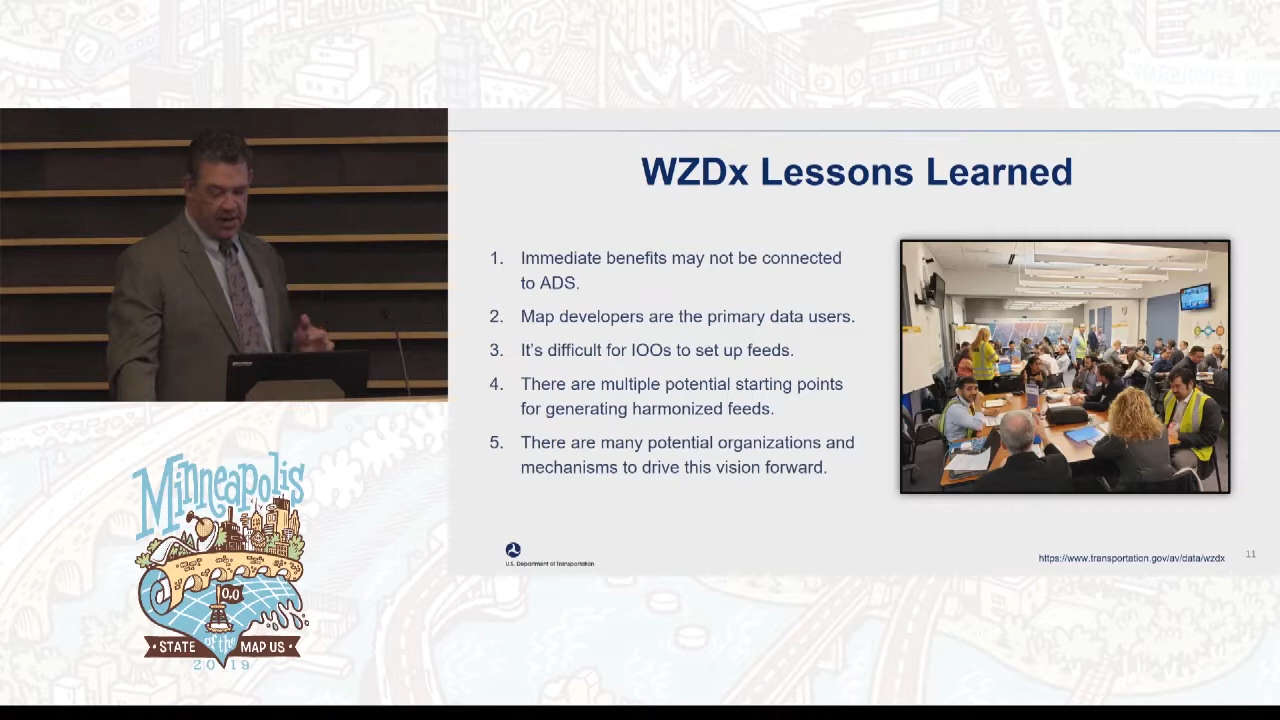 WZDx Lessons Learned
1. Immediate benefits may not be connected
to ADS.
2. Map developers are the primary data users.
3. It's difficult for IOOs to set up feeds.
4. There are multiple potential starting points
for generating harmonized feeds.
5. There are many potential organizations and
mechanisms to drive this vision forward.
U.S. Department of Transportation
https://www.transportation.gov/av/data/wzdx
11
Minneapolis
0,0
STATE of the MAP US
2019